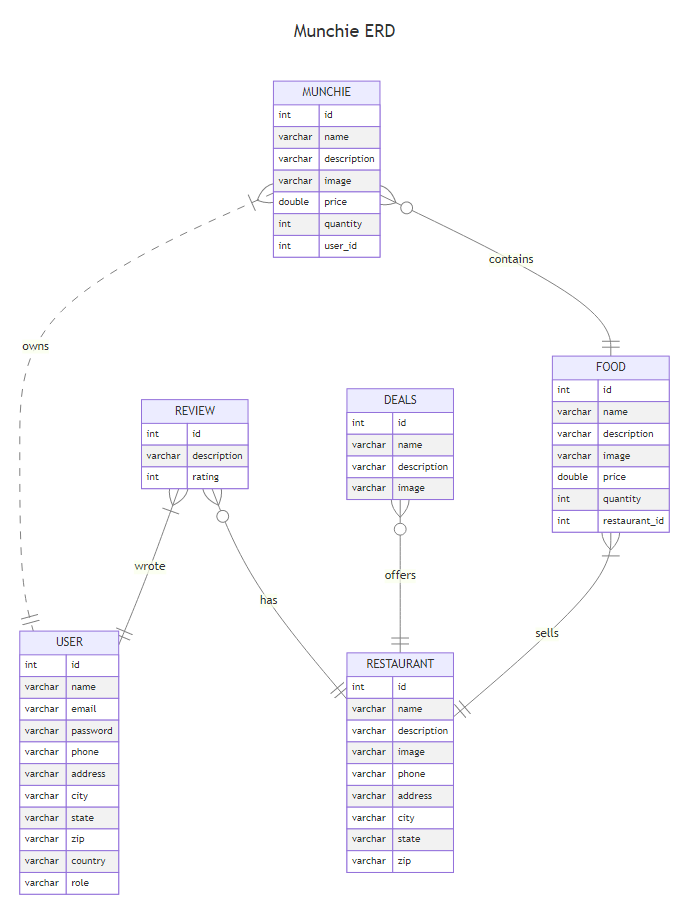 Munchie ERD
MUNCHIE
int id
varchar name
varchar description
varchar image
double price
int quantity
int user_id
contains
owns
FOOD
int id
varchar name
varchar description
varchar image
double price
int quantity
int restaurant_id
REVIEW
int id
varchar description
int rating
DEALS
int id
varchar name
varchar description
varchar image
wrote
offers
has
sells
USER
int id
varchar name
varchar email
varchar password
varchar phone
varchar address
varchar city
varchar state
varchar zip
varchar country
varchar role
RESTAURANT
int id
varchar name
varchar description
varchar image
varchar phone
varchar address
varchar city
varchar state
varchar zip